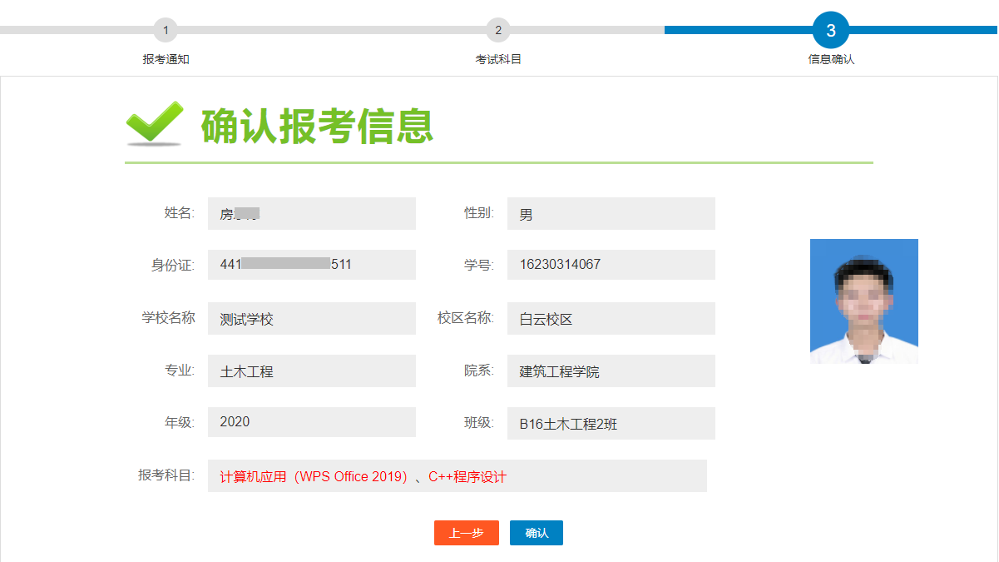 1 2 3
报考通知 考试科目 信息确认
确认报考信息
姓名: 房 性别: 男
身份证: 441 511 学号: 16230314067
学校名称 测试学校 校区名称: 白云校区
专业: 土木工程 院系: 建筑工程学院
年级: 2020 班级: B16土木工程2班
报考科目: 计算机应用（WPS Office 2019）、C++程序设计
上一步 确认